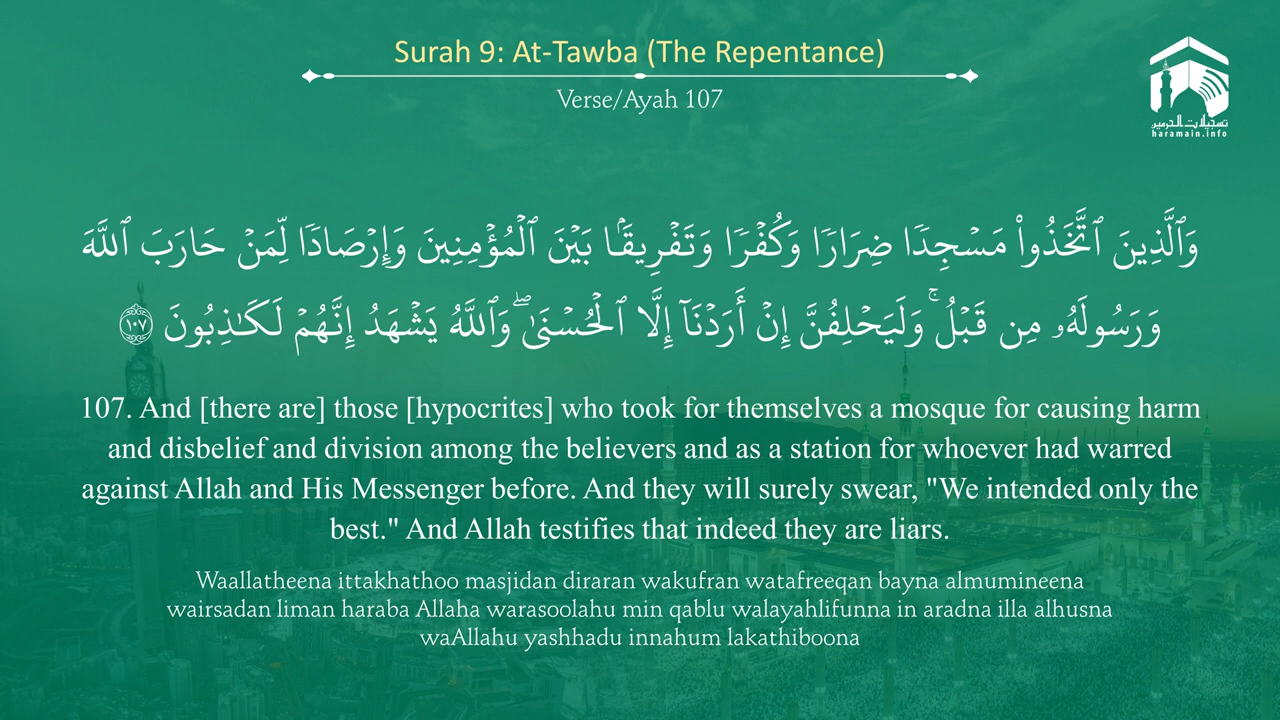 Surah 9: At-Tawba (The Repentance)
Verse/Ayah 107
تسجيلات الحرمين
haramain.info
وَٱلَّذِينَ ٱتَّخَذُوا۟ مَسْجِدًا ضِرَارًا وَكُفْرًا وَتَفْرِيقًۢا بَيْنَ ٱلْمُؤْمِنِينَ وَإِرْصَادًا لِّمَنْ حَارَبَ ٱللَّهَ
وَرَسُولَهُۥ مِن قَبْلُ ۚ وَلَيَحْلِفُنَّ إِنْ أَرَدْنَآ إِلَّا ٱلْحُسْنَىٰ ۖ وَٱللَّهُ يَشْهَدُ إِنَّهُمْ لَكَـٰذِبُونَ ١٠٧
107. And [there are] those [hypocrites] who took for themselves a mosque for causing harm
and disbelief and division among the believers and as a station for whoever had warred
against Allah and His Messenger before. And they will surely swear, "We intended only the
best." And Allah testifies that indeed they are liars.
Waallatheena ittakhathoo masjidan diraran wakufran watafreeqan bayna almumineena
wairsadan liman haraba Allaha warasoolahu min qablu walayahlifunna in aradna illa alhusna
waAllahu yashhadu innahum lakathiboona